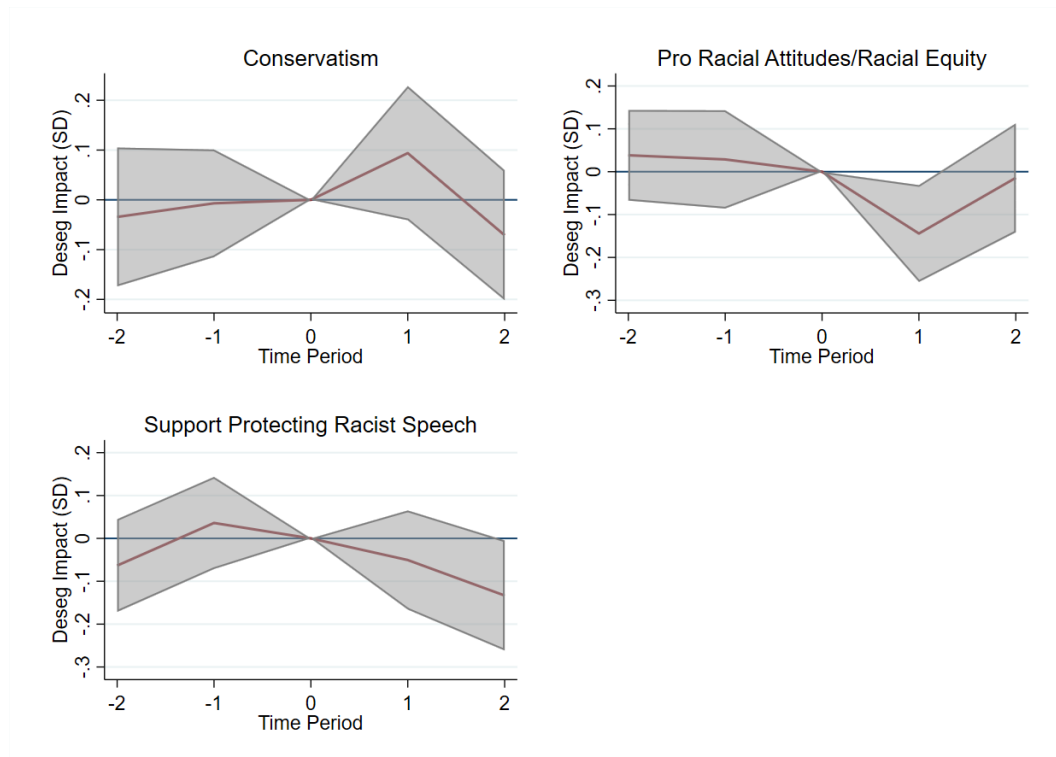 Conservatism
Deseg Impact (SD)
.2
.1
0
-.1
-.2
-2 -1 0 1 2
Time Period
Pro Racial Attitudes/Racial Equity
Deseg Impact (SD)
.2
.1
0
-.1
-.2
-.3
-2 -1 0 1 2
Time Period
Support Protecting Racist Speech
Deseg Impact (SD)
.2
.1
0
-.1
-.2
-.3
-2 -1 0 1 2
Time Period